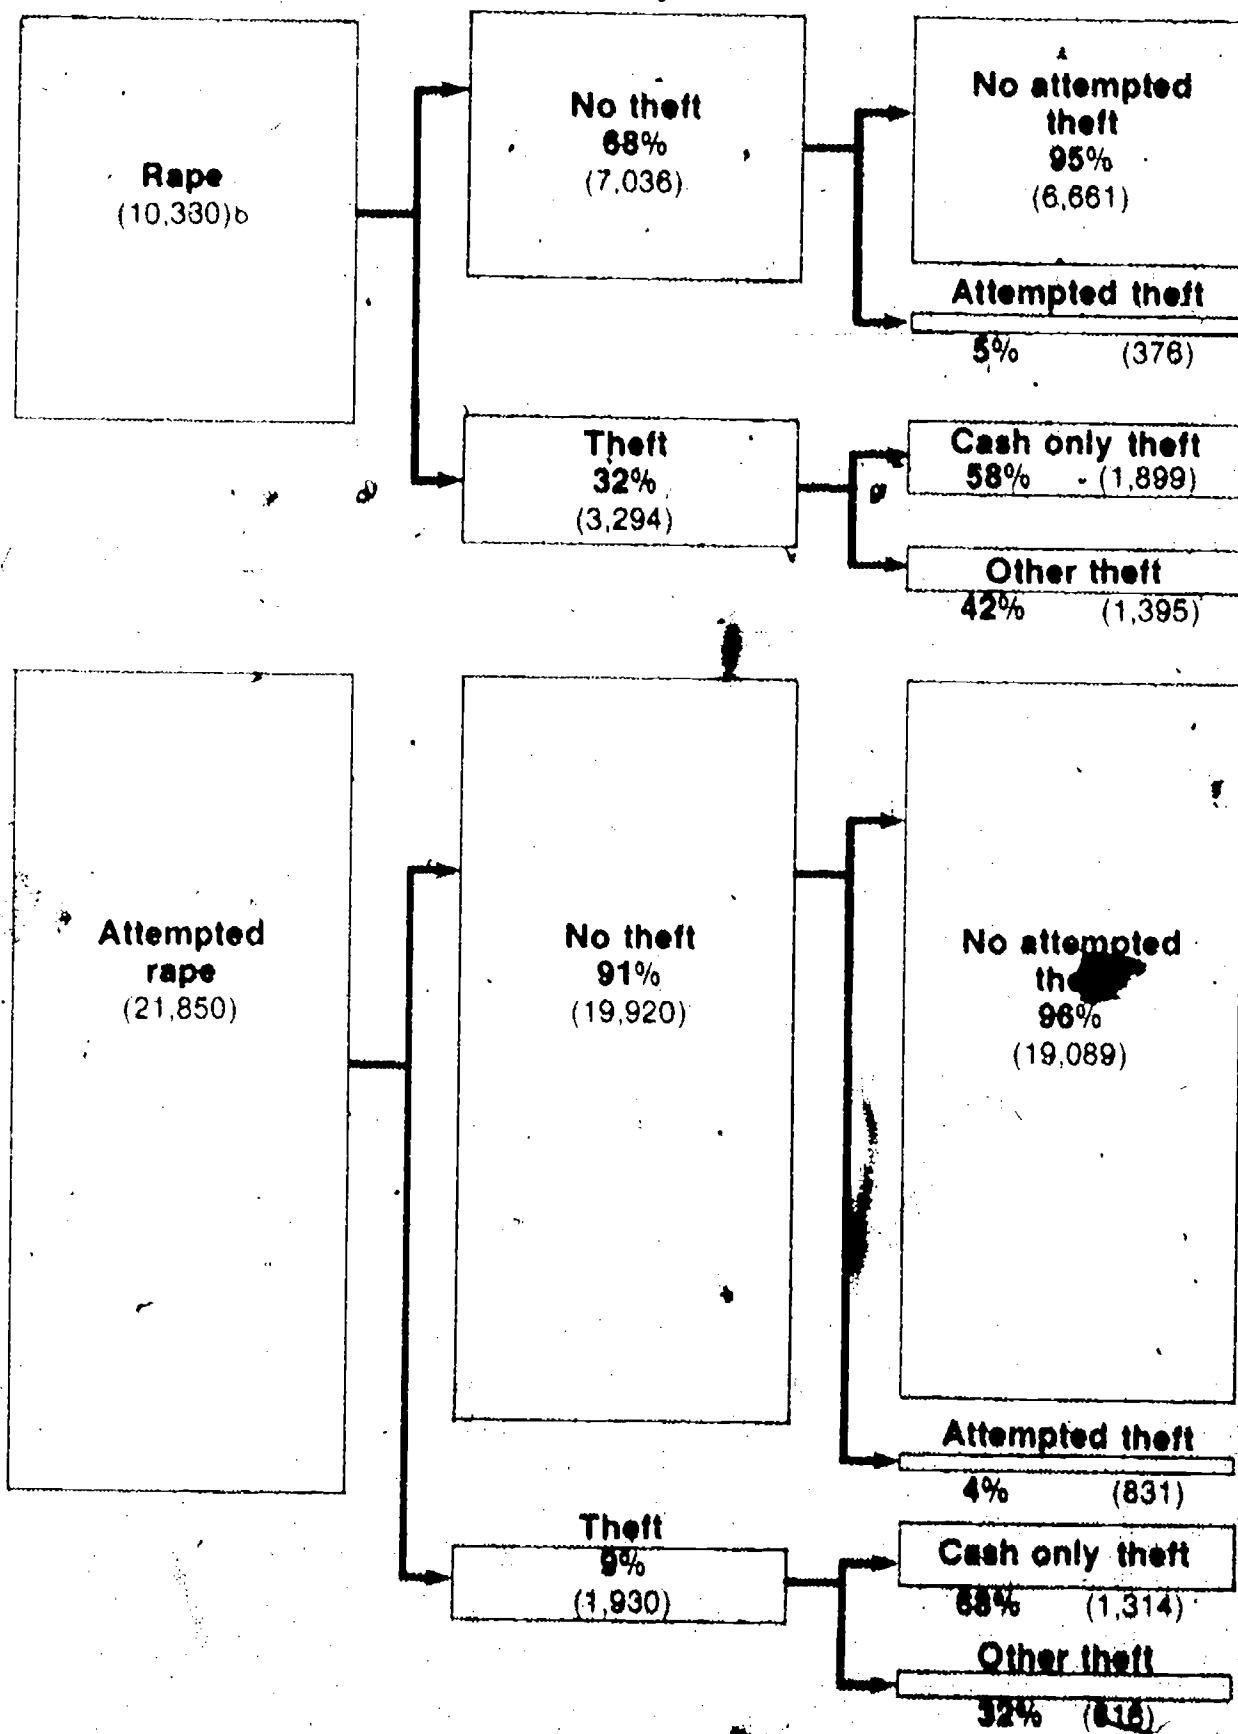 Rape
(10,330)b
No theft
68%
(7,036)
No attempted
theft
95%
(6,661)
Attempted theft
5% (376)
Theft
32%
(3,294)
Cash only theft
58% (1,899)
Other theft
42% (1,395)
Attempted
rape
(21,850)
No theft
91%
(19,920)
No attempted
96%
(19,089)
Attempted theft
4% (831)
Theft
9%
(1,930)
Cash only theft
68% (1,314)
Other theft
32%